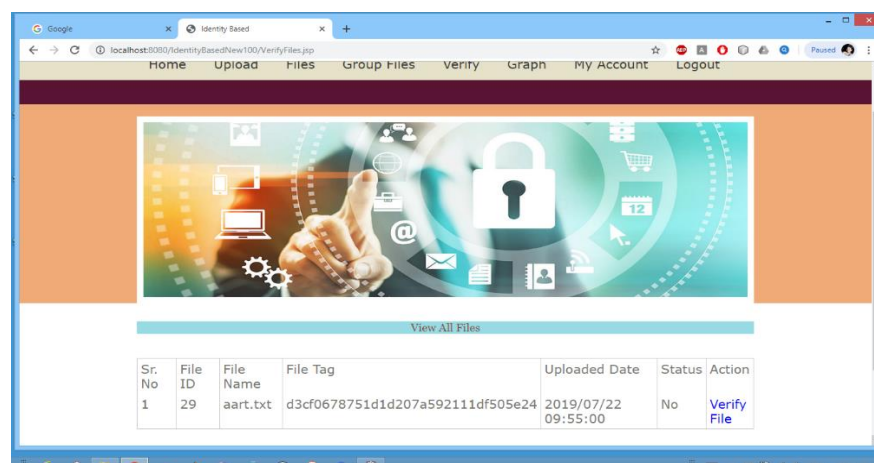 Google
Identity Based
localhost:8080/IdentityBasedNew100/VerifyFiles.jsp
Paused
Home Upload Files Group Files Verify Graph My Account Logout
@
12
View All Files
Sr. No File ID File Name File Tag Uploaded Date Status Action
1 29 aart.txt d3cf0678751d1d207a592111df505e24 2019/07/22 09:55:00 No Verify File